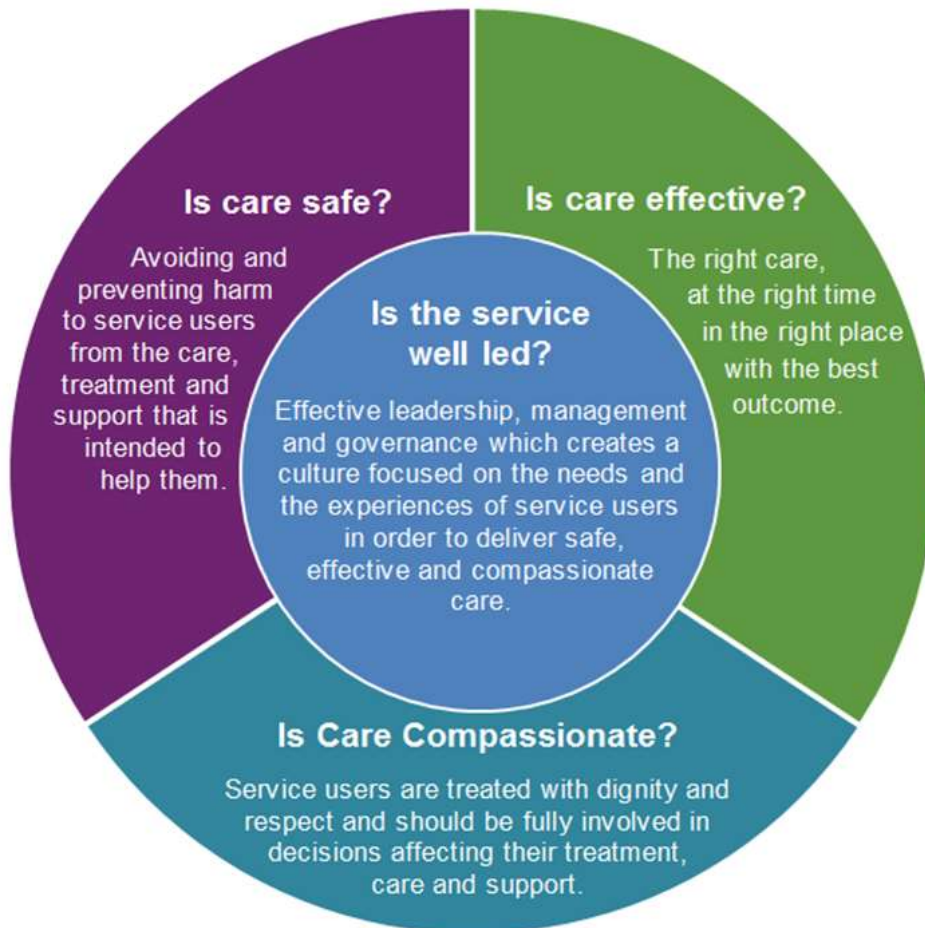 Is care safe?
Avoiding and
preventing harm
to service users
from the care,
treatment and
support that is
intended to
help them.
Is care effective?
The right care,
at the right time
in the right place
with the best
outcome.
Is the service
well led?
Effective leadership, management
and governance which creates a
culture focused on the needs and
the experiences of service users
in order to deliver safe,
effective and compassionate
care.
Is Care Compassionate?
Service users are treated with dignity and
respect and should be fully involved in
decisions affecting their treatment,
care and support.